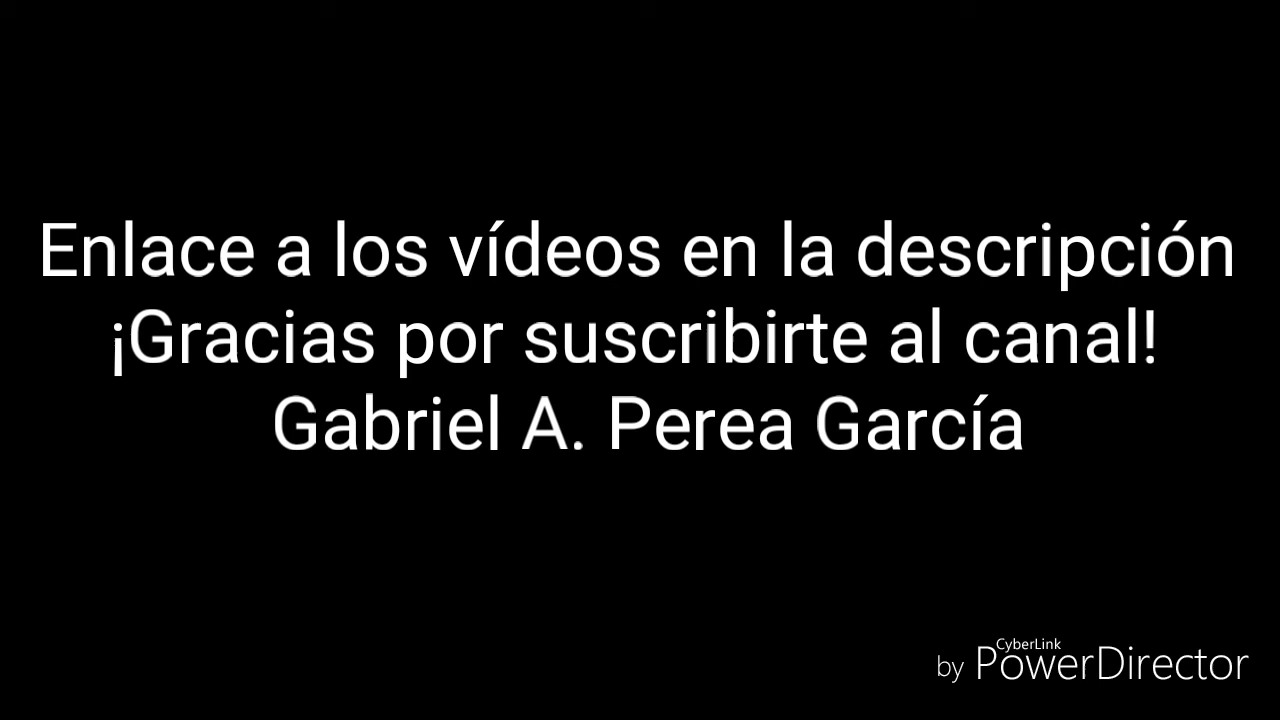 Enlace a los vídeos en la descripción
¡Gracias por suscribirte al canal!
Gabriel A. Perea García
CyberLink
by PowerDirector